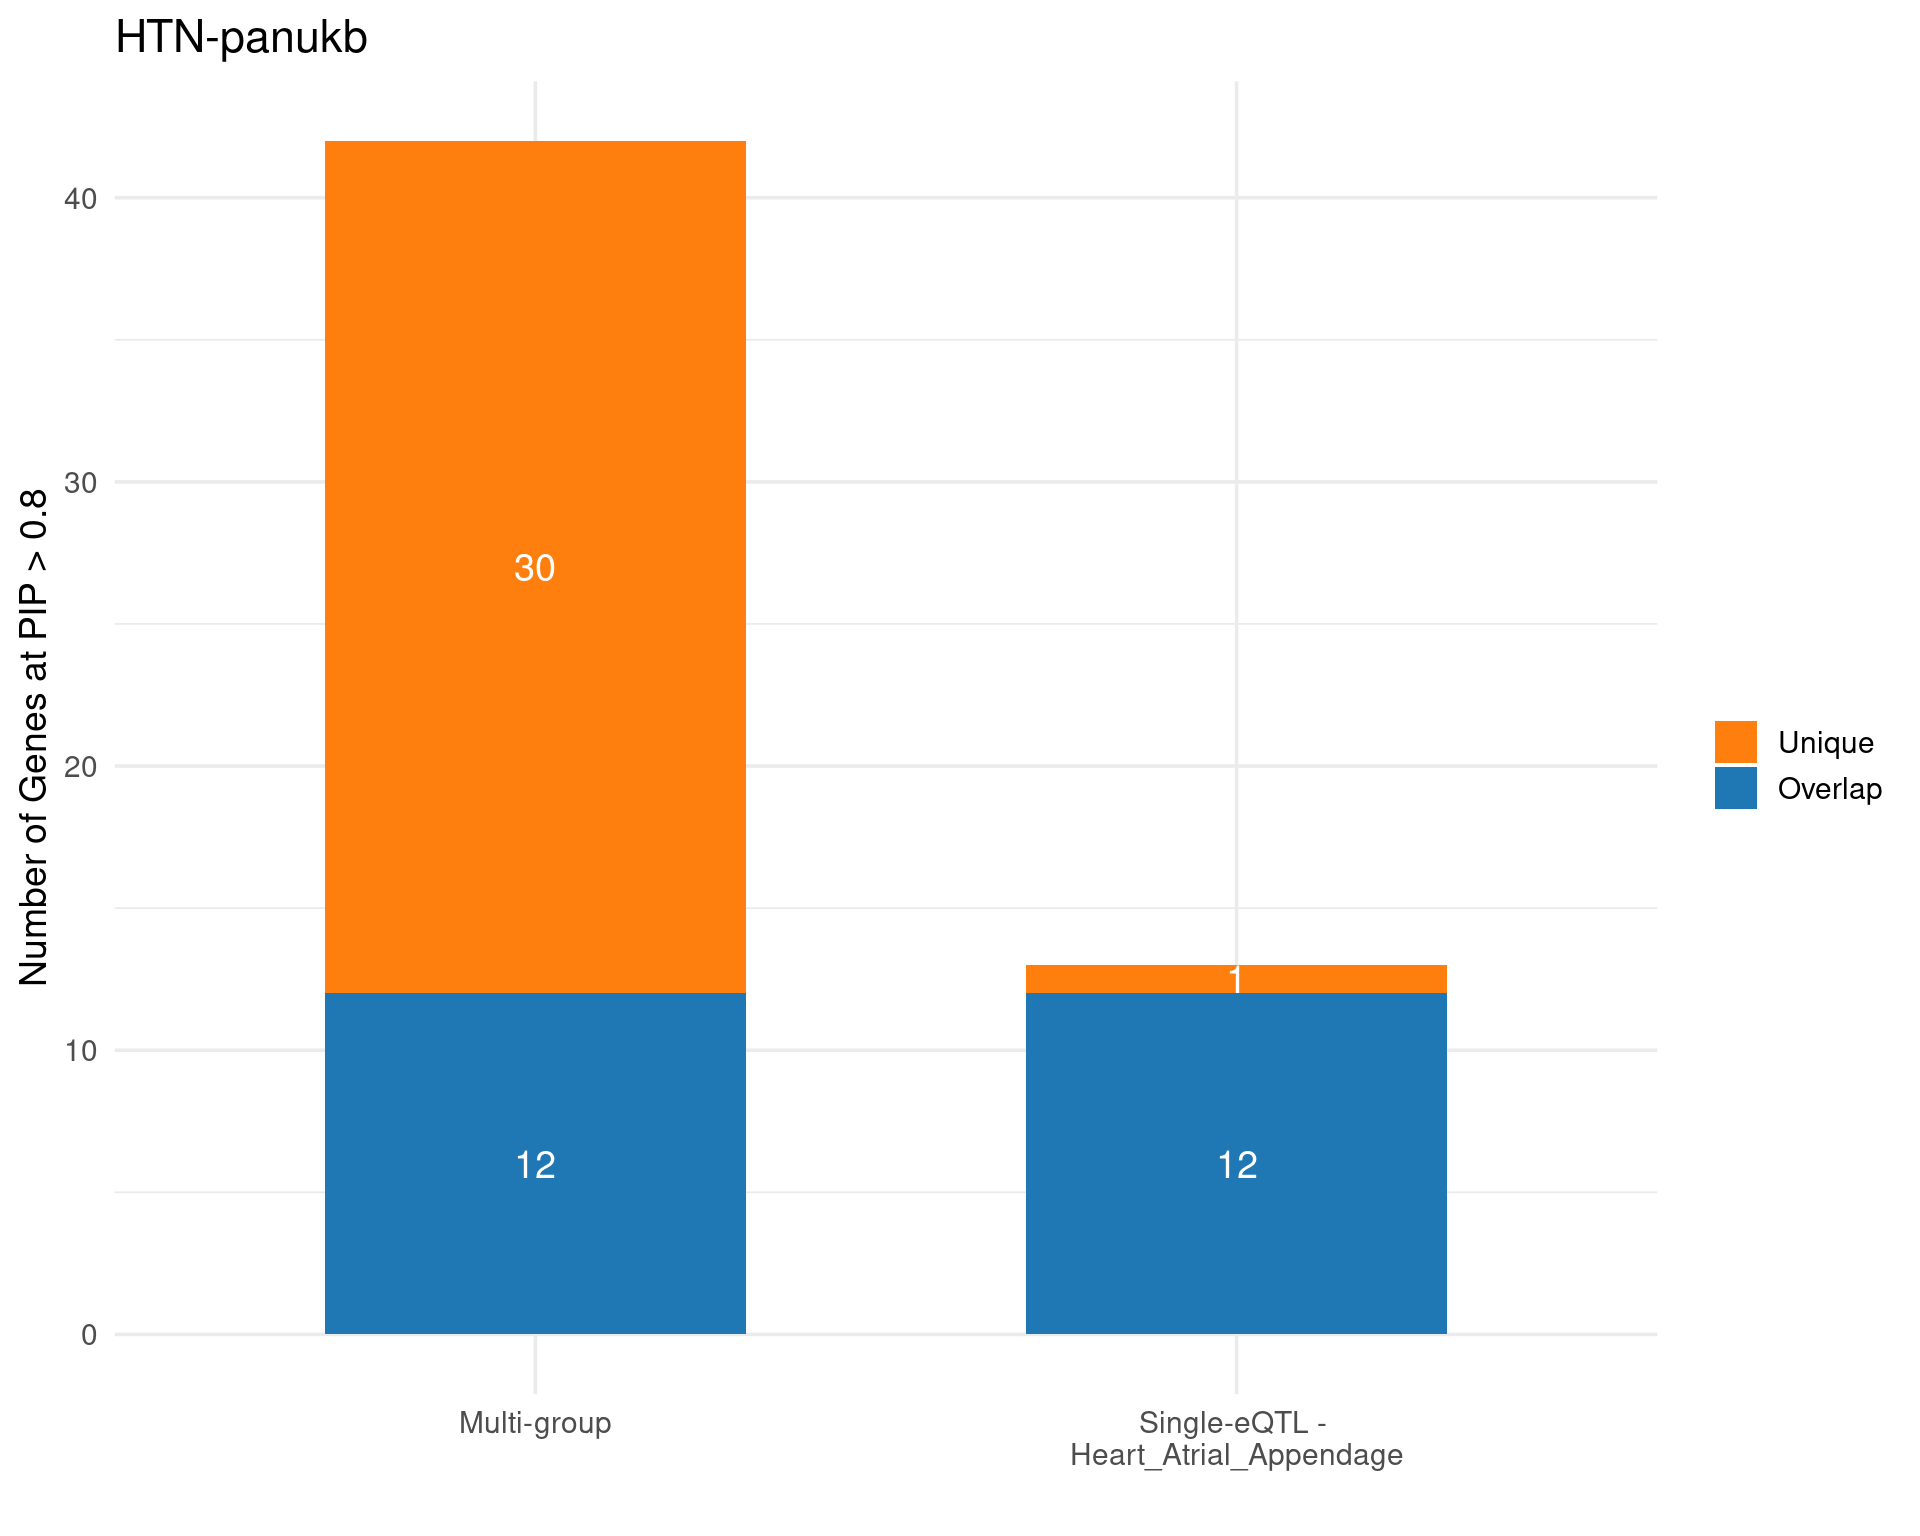 HTN-panukb
Number of Genes at PIP > 0.8
40
30
20
10
0
30
12
1
12
Multi-group
Single-eQTL -
Heart_Atrial_Appendage
Unique
Overlap